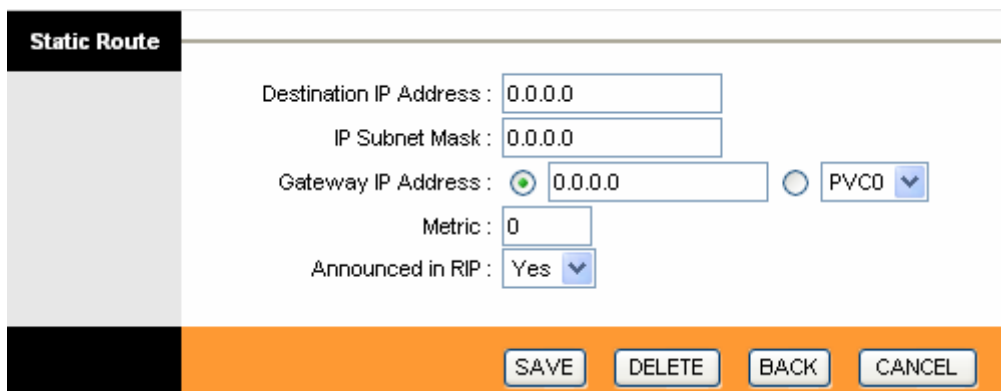 Static Route
Destination IP Address : 0.0.0.0
IP Subnet Mask : 0.0.0.0
Gateway IP Address : 0.0.0.0 PVC0
Metric : 0
Announced in RIP : Yes
SAVE DELETE BACK CANCEL